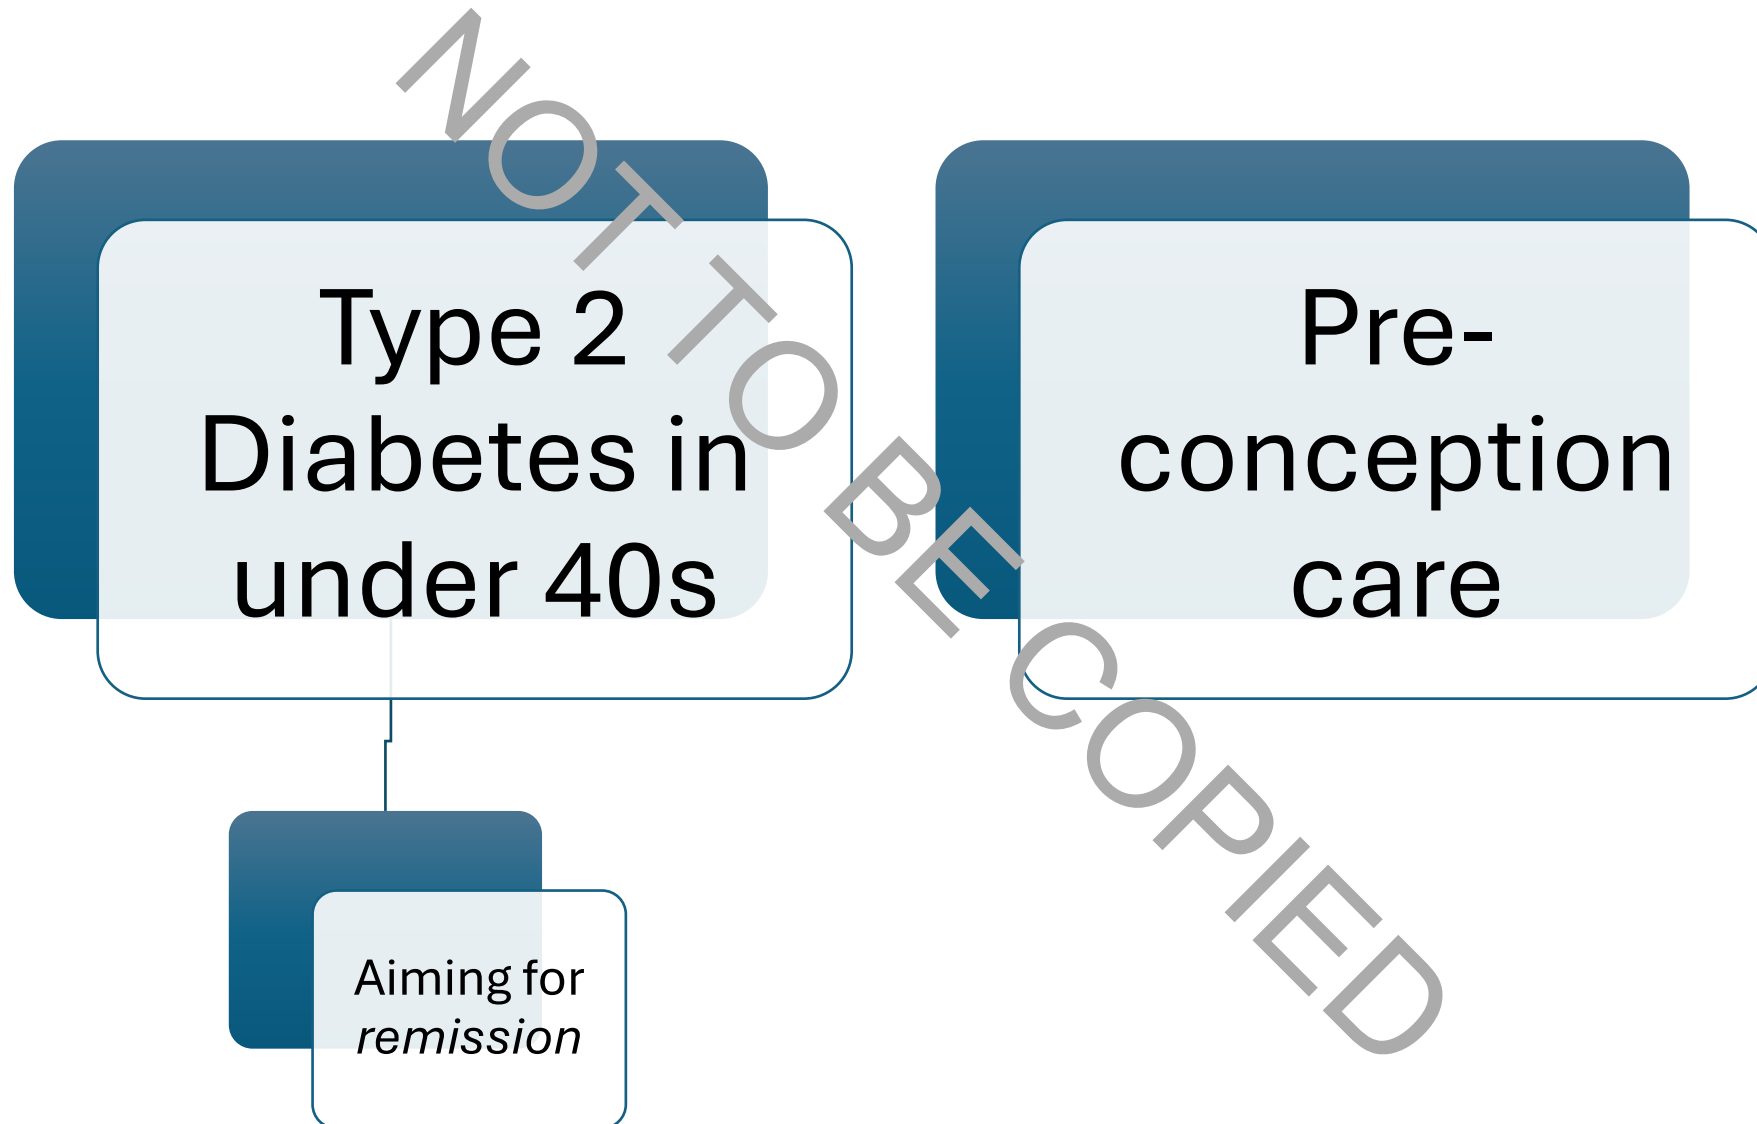 NOT TO BE COPIED
Type 2
Diabetes in
under 40s
Pre-
conception
care
Aiming for
remission